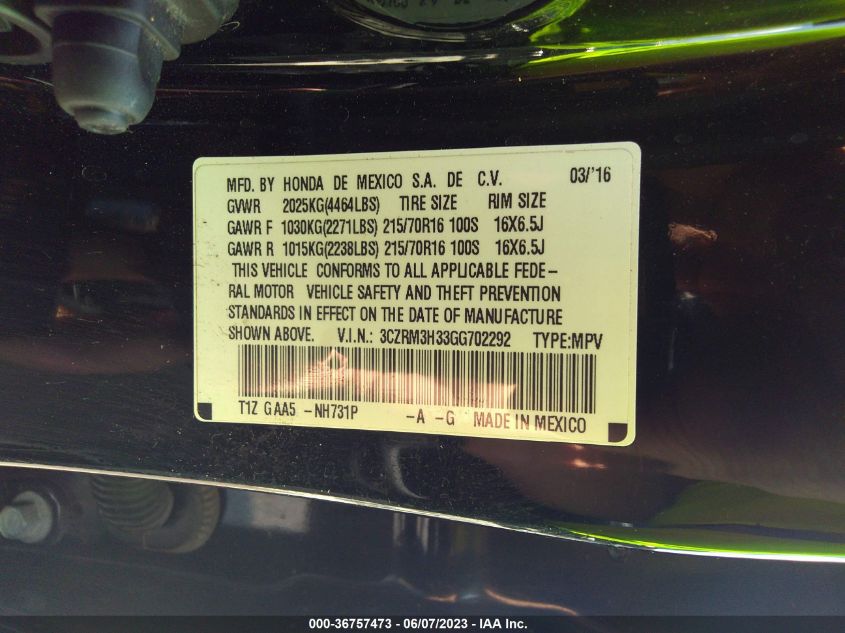 MFD. BY HONDA DE MEXICO S.A. DE C.V. 03/'16
GVWR 2025KG(4464LBS) TIRE SIZE RIM SIZE
GAWR F 1030KG(2271LBS) 215/70R16 100S 16X6.5J
GAWR R 1015KG(2238LBS) 215/70R16 100S 16X6.5J
THIS VEHICLE CONFORMS TO ALL APPLICABLE FEDE–
RAL MOTOR VEHICLE SAFETY AND THEFT PREVENTION
STANDARDS IN EFFECT ON THE DATE OF MANUFACTURE
SHOWN ABOVE. V.I.N.: 3CZRM3H33GG702292 TYPE:MPV
T1Z GAA5 –NH731P –A –G MADE IN MEXICO
000-36757473 — 06/07/2023 — IAA Inc.